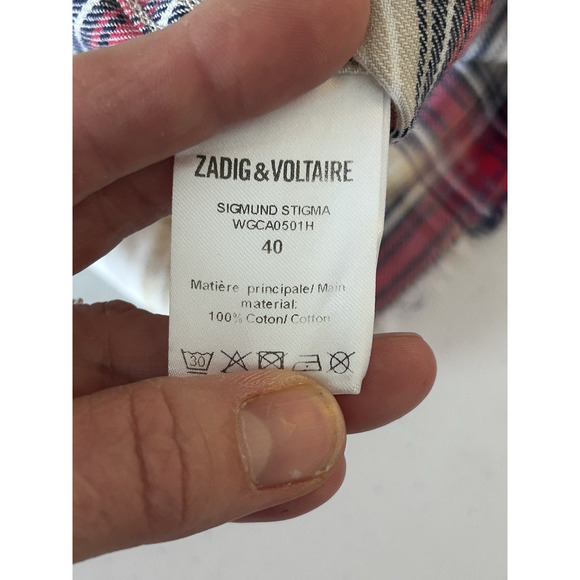 ZADIG&VOLTAIRE
SIGMUND STIGMA
WGCA0501H
40
Matière principale/ Main
material:
100% Coton/ Cotton
30